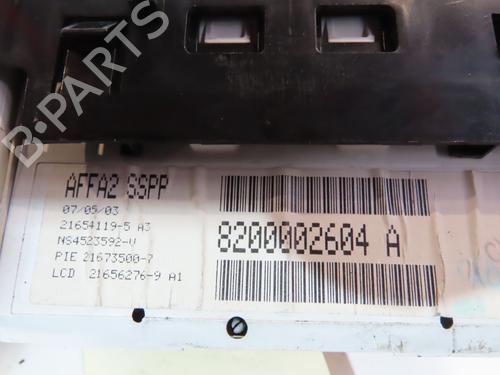 B-PARTS
AFFA2 SSPP
07/05/03
21654119-5 A3
NS4523592-V
PIE 21673500-7
LCD 21656276-9 A1
8200002604 A